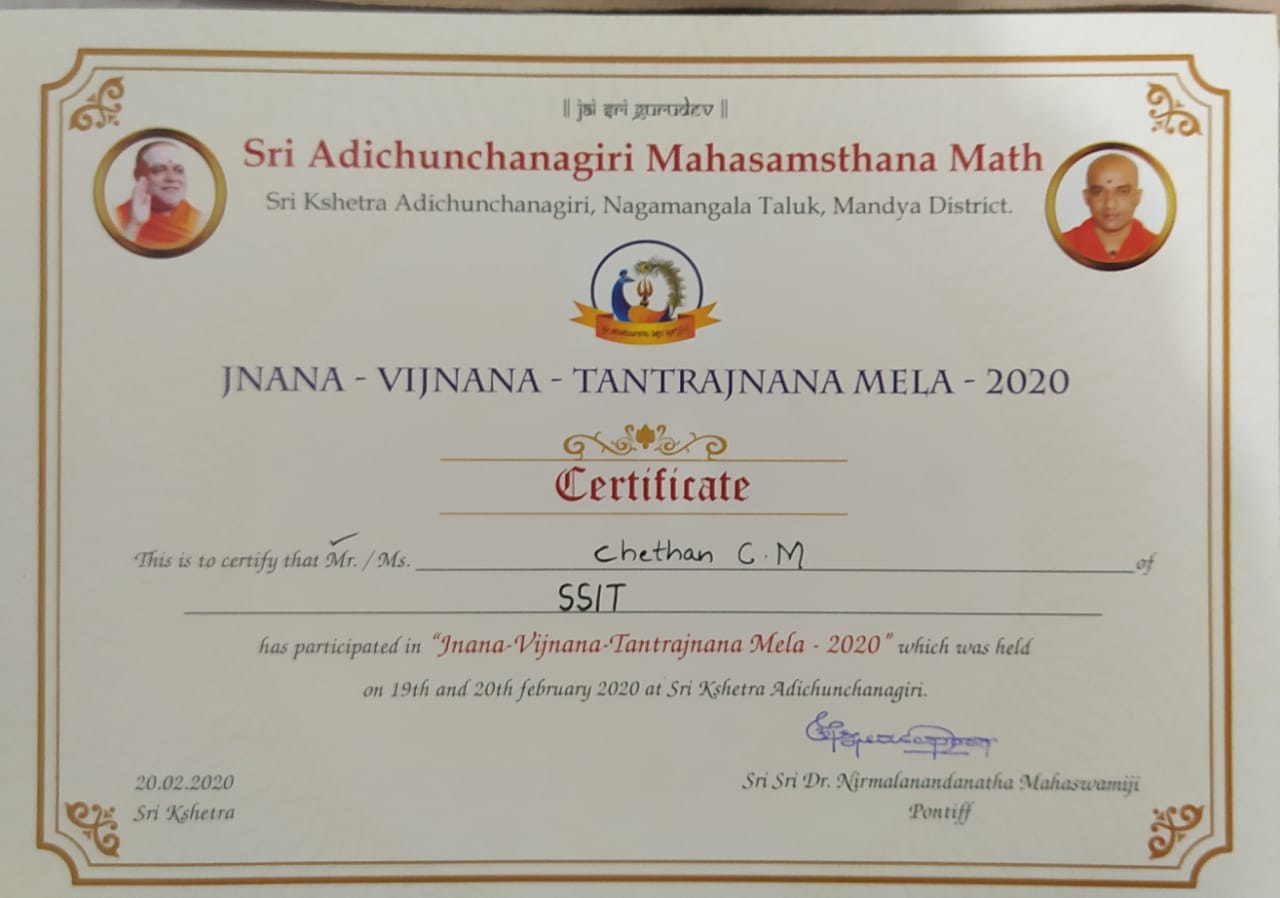 || jai sri gurudev ||
Sri Adichunchanagiri Mahasamsthana Math
Sri Kshetra Adichunchanagiri, Nagamangala Taluk, Mandya District.
JNANA - VIJNANA - TANTRAJNANA MELA - 2020
Certificate
This is to certify that Mr. / Ms. Chethan C.M of
SSIT
has participated in "Jnana-Vijnana-Tantrajnana Mela - 2020" which was held
on 19th and 20th february 2020 at Sri Kshetra Adichunchanagiri.
20.02.2020
Sri Kshetra
Sri Sri Dr. Nirmalanandanatha Mahaswamiji
Pontiff